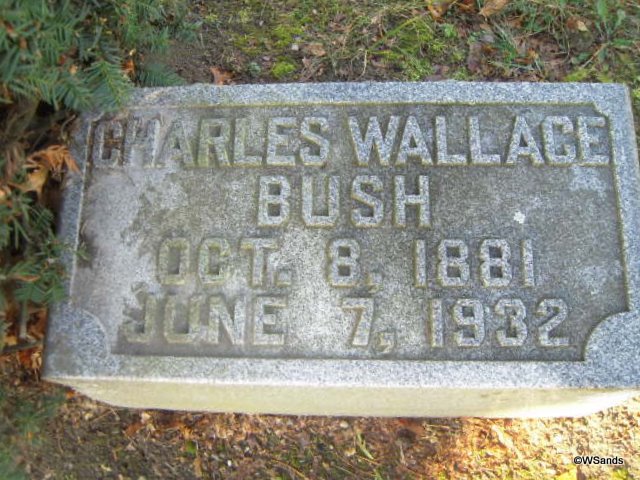 CHARLES WALLACE
BUSH
OCT. 8, 1881
JUNE 7, 1932
©WSands